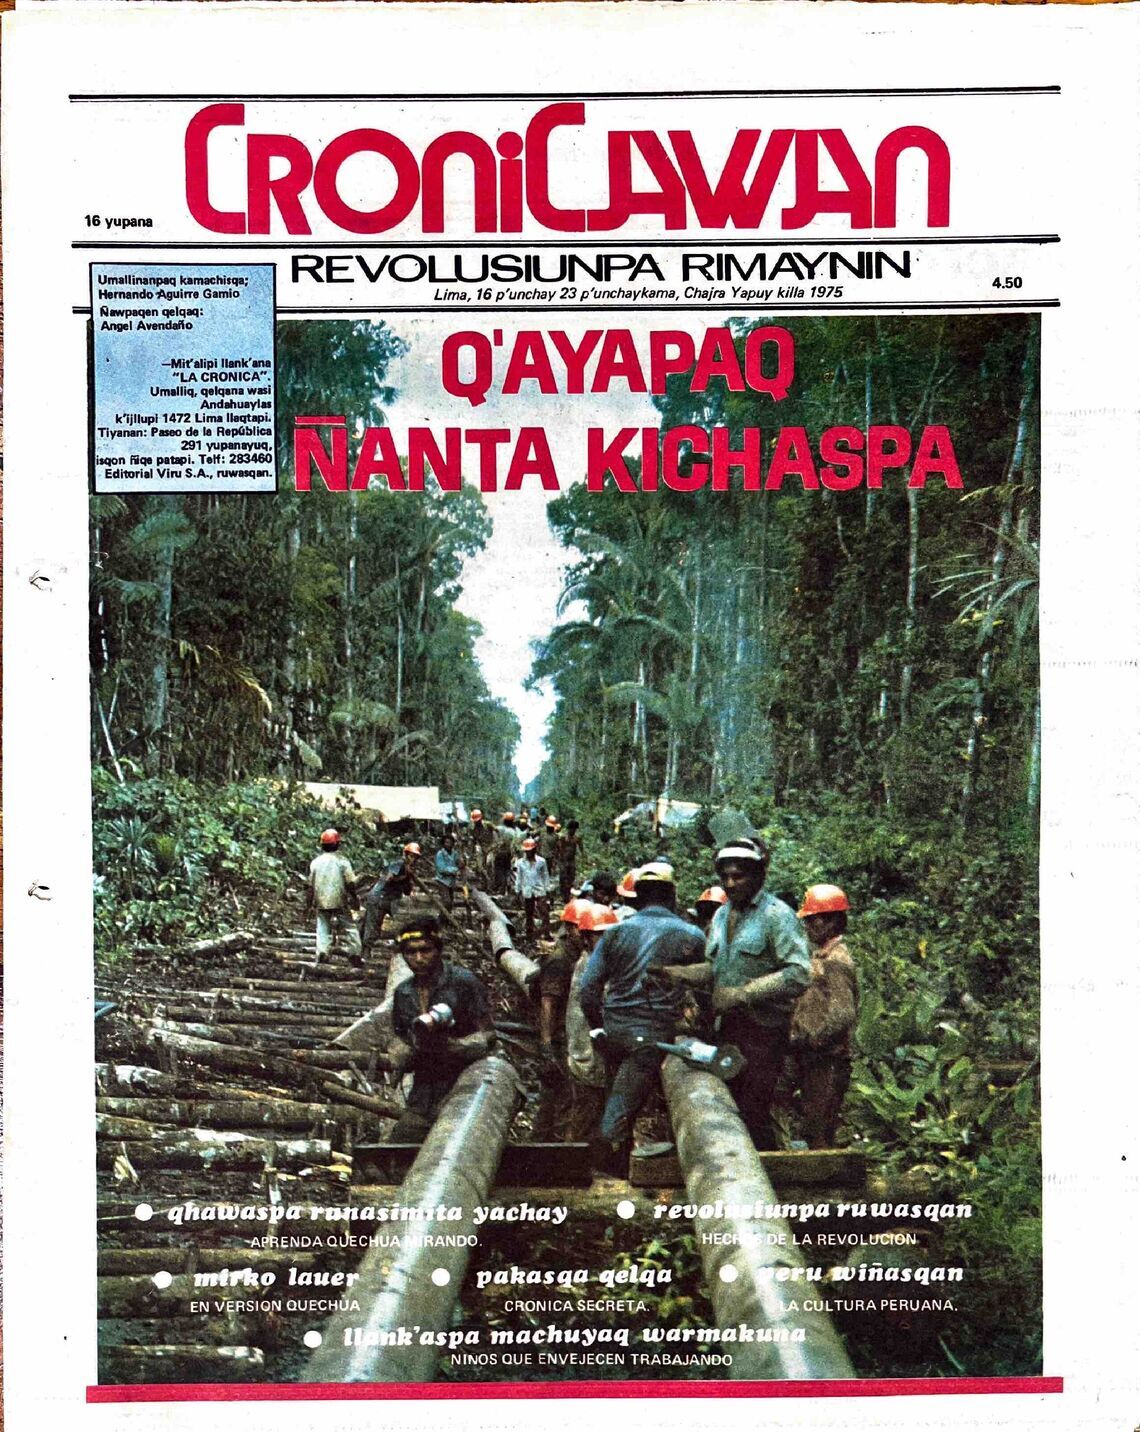 CRONiCAWAN
16 yupana
REVOLUSIUNPA RIMAYNIN
Lima, 16 p'unchay 23 p'unchaykama, Chajra Yapuy killa 1975
4.50
Umallinanpaq kamachisqa;
Hernando Aguirre Gamio
Ñawpaqen qelqaq:
Angel Avendaño
—Mit'alipi llank'ana
"LA CRONICA".
Umalliq, qelqana wasi
Andahuaylas
k'ijllupi 1472 Lima llaqtapi.
Tiyanan: Paseo de la República
291 yupanayuq,
isqon ñiqe patapi. Telf: 283460
Editorial Viru S.A., ruwasqan.
Q'AYAPAQ
ÑANTA KICHASPA
● qhawaspa runasimita yachay
APRENDA QUECHUA MIRANDO.
● revolusiunpa ruwasqan
HECHOS DE LA REVOLUCION
● mirko lauer
EN VERSION QUECHUA
● pakasqa qelqa
CRONICA SECRETA.
● peru wiñasqan
LA CULTURA PERUANA.
● llank'aspa machuyaq warmakuna
NINOS QUE ENVEJECEN TRABAJANDO